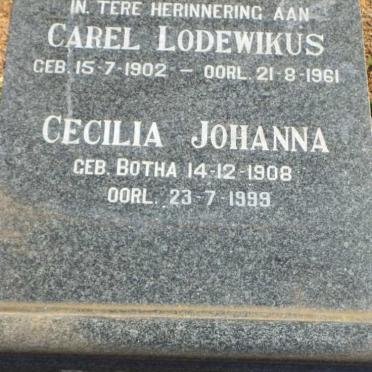 IN TERE HERINNERING AAN
CAREL LODEWIKUS
GEB. 15-7-1902 — OORL. 21-8-1961
CECILIA JOHANNA
GEB. BOTHA 14-12-1908
OORL. 23-7-1999